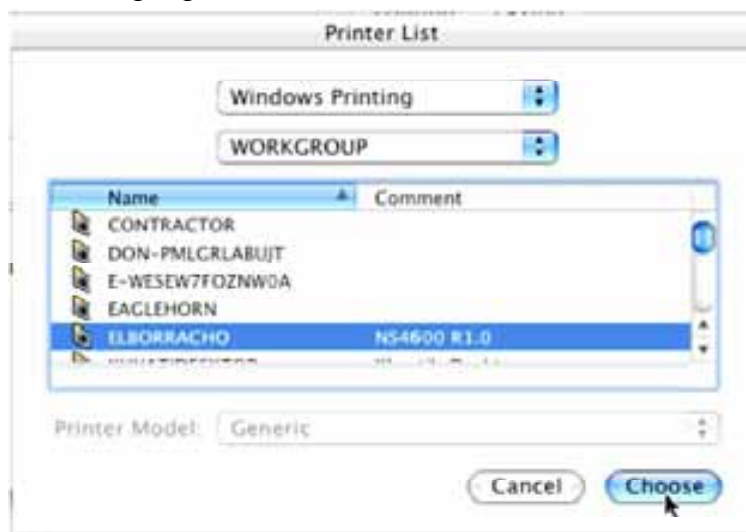 Printer List
Windows Printing
WORKGROUP
Name Comment
CONTRACTOR
DON-PMLGRLABUJT
E-WESEW7FOZNW0A
EAGLEHORN
ELBORRACHO NS4600 R1.0
Printer Model: Generic
Cancel Choose